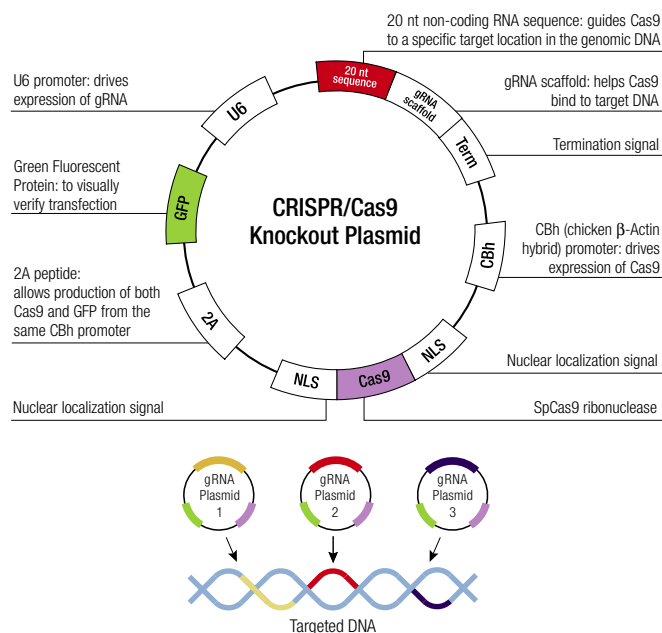 20 nt non-coding RNA sequence: guides Cas9
to a specific target location in the genomic DNA
U6 promoter: drives
expression of gRNA
gRNA scaffold: helps Cas9
bind to target DNA
Termination signal
Green Fluorescent
Protein: to visually
verify transfection
CBh (chicken β-Actin
hybrid) promoter: drives
expression of Cas9
2A peptide:
allows production of both
Cas9 and GFP from the
same CBh promoter
Nuclear localization signal
Nuclear localization signal
SpCas9 ribonuclease
20 nt
sequence
gRNA
scaffold
Term
CBh
NLS
Cas9
NLS
2A
GFP
U6
CRISPR/Cas9
Knockout Plasmid
gRNA
Plasmid
1
gRNA
Plasmid
2
gRNA
Plasmid
3
Targeted DNA